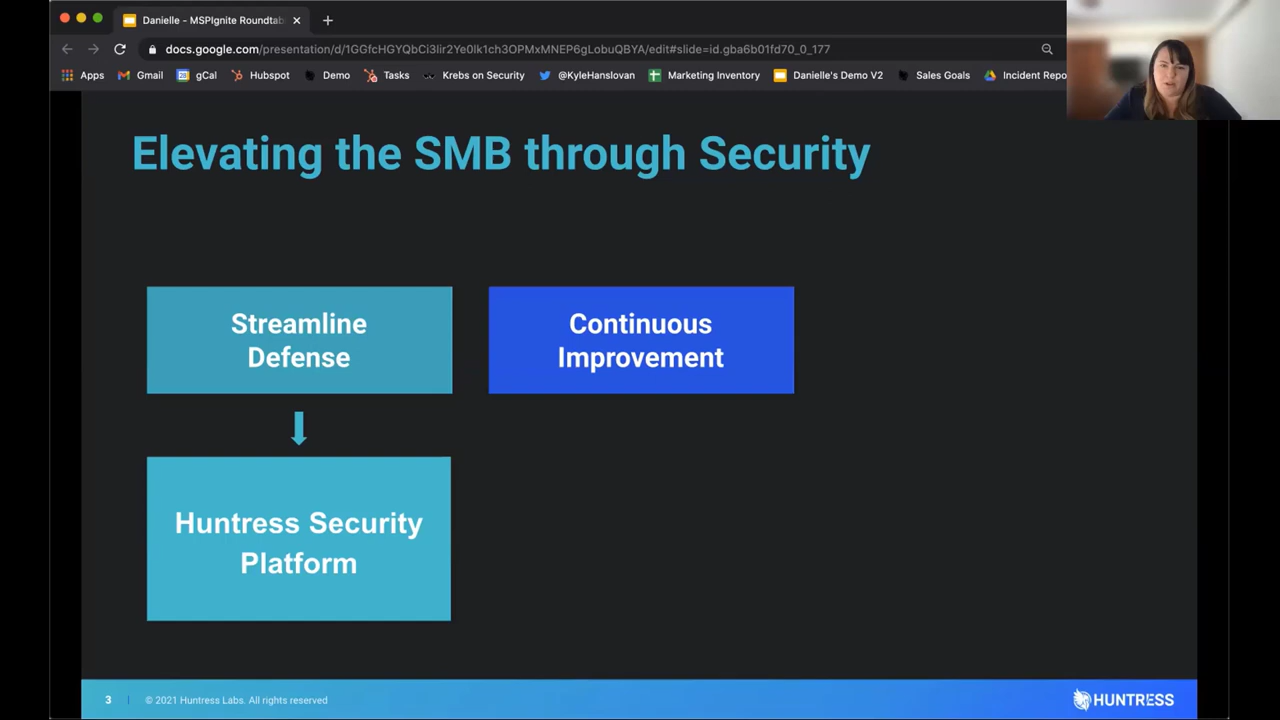 Danielle - MSPIgnite Roundtab
docs.google.com/presentation/d/1GGfcHGYQbCi3Iir2Ye0lk1ch3OPMxMNEP6gLobuQBYA/edit#slide=id.gba6b01fd70_0_177
Apps Gmail gCal Hubspot Demo Tasks Krebs on Security @KyleHanslovan Marketing Inventory Danielle's Demo V2 Sales Goals Incident Repo
Elevating the SMB through Security
Streamline
Defense
Continuous
Improvement
Huntress Security
Platform
3 © 2021 Huntress Labs. All rights reserved
HUNTRESS